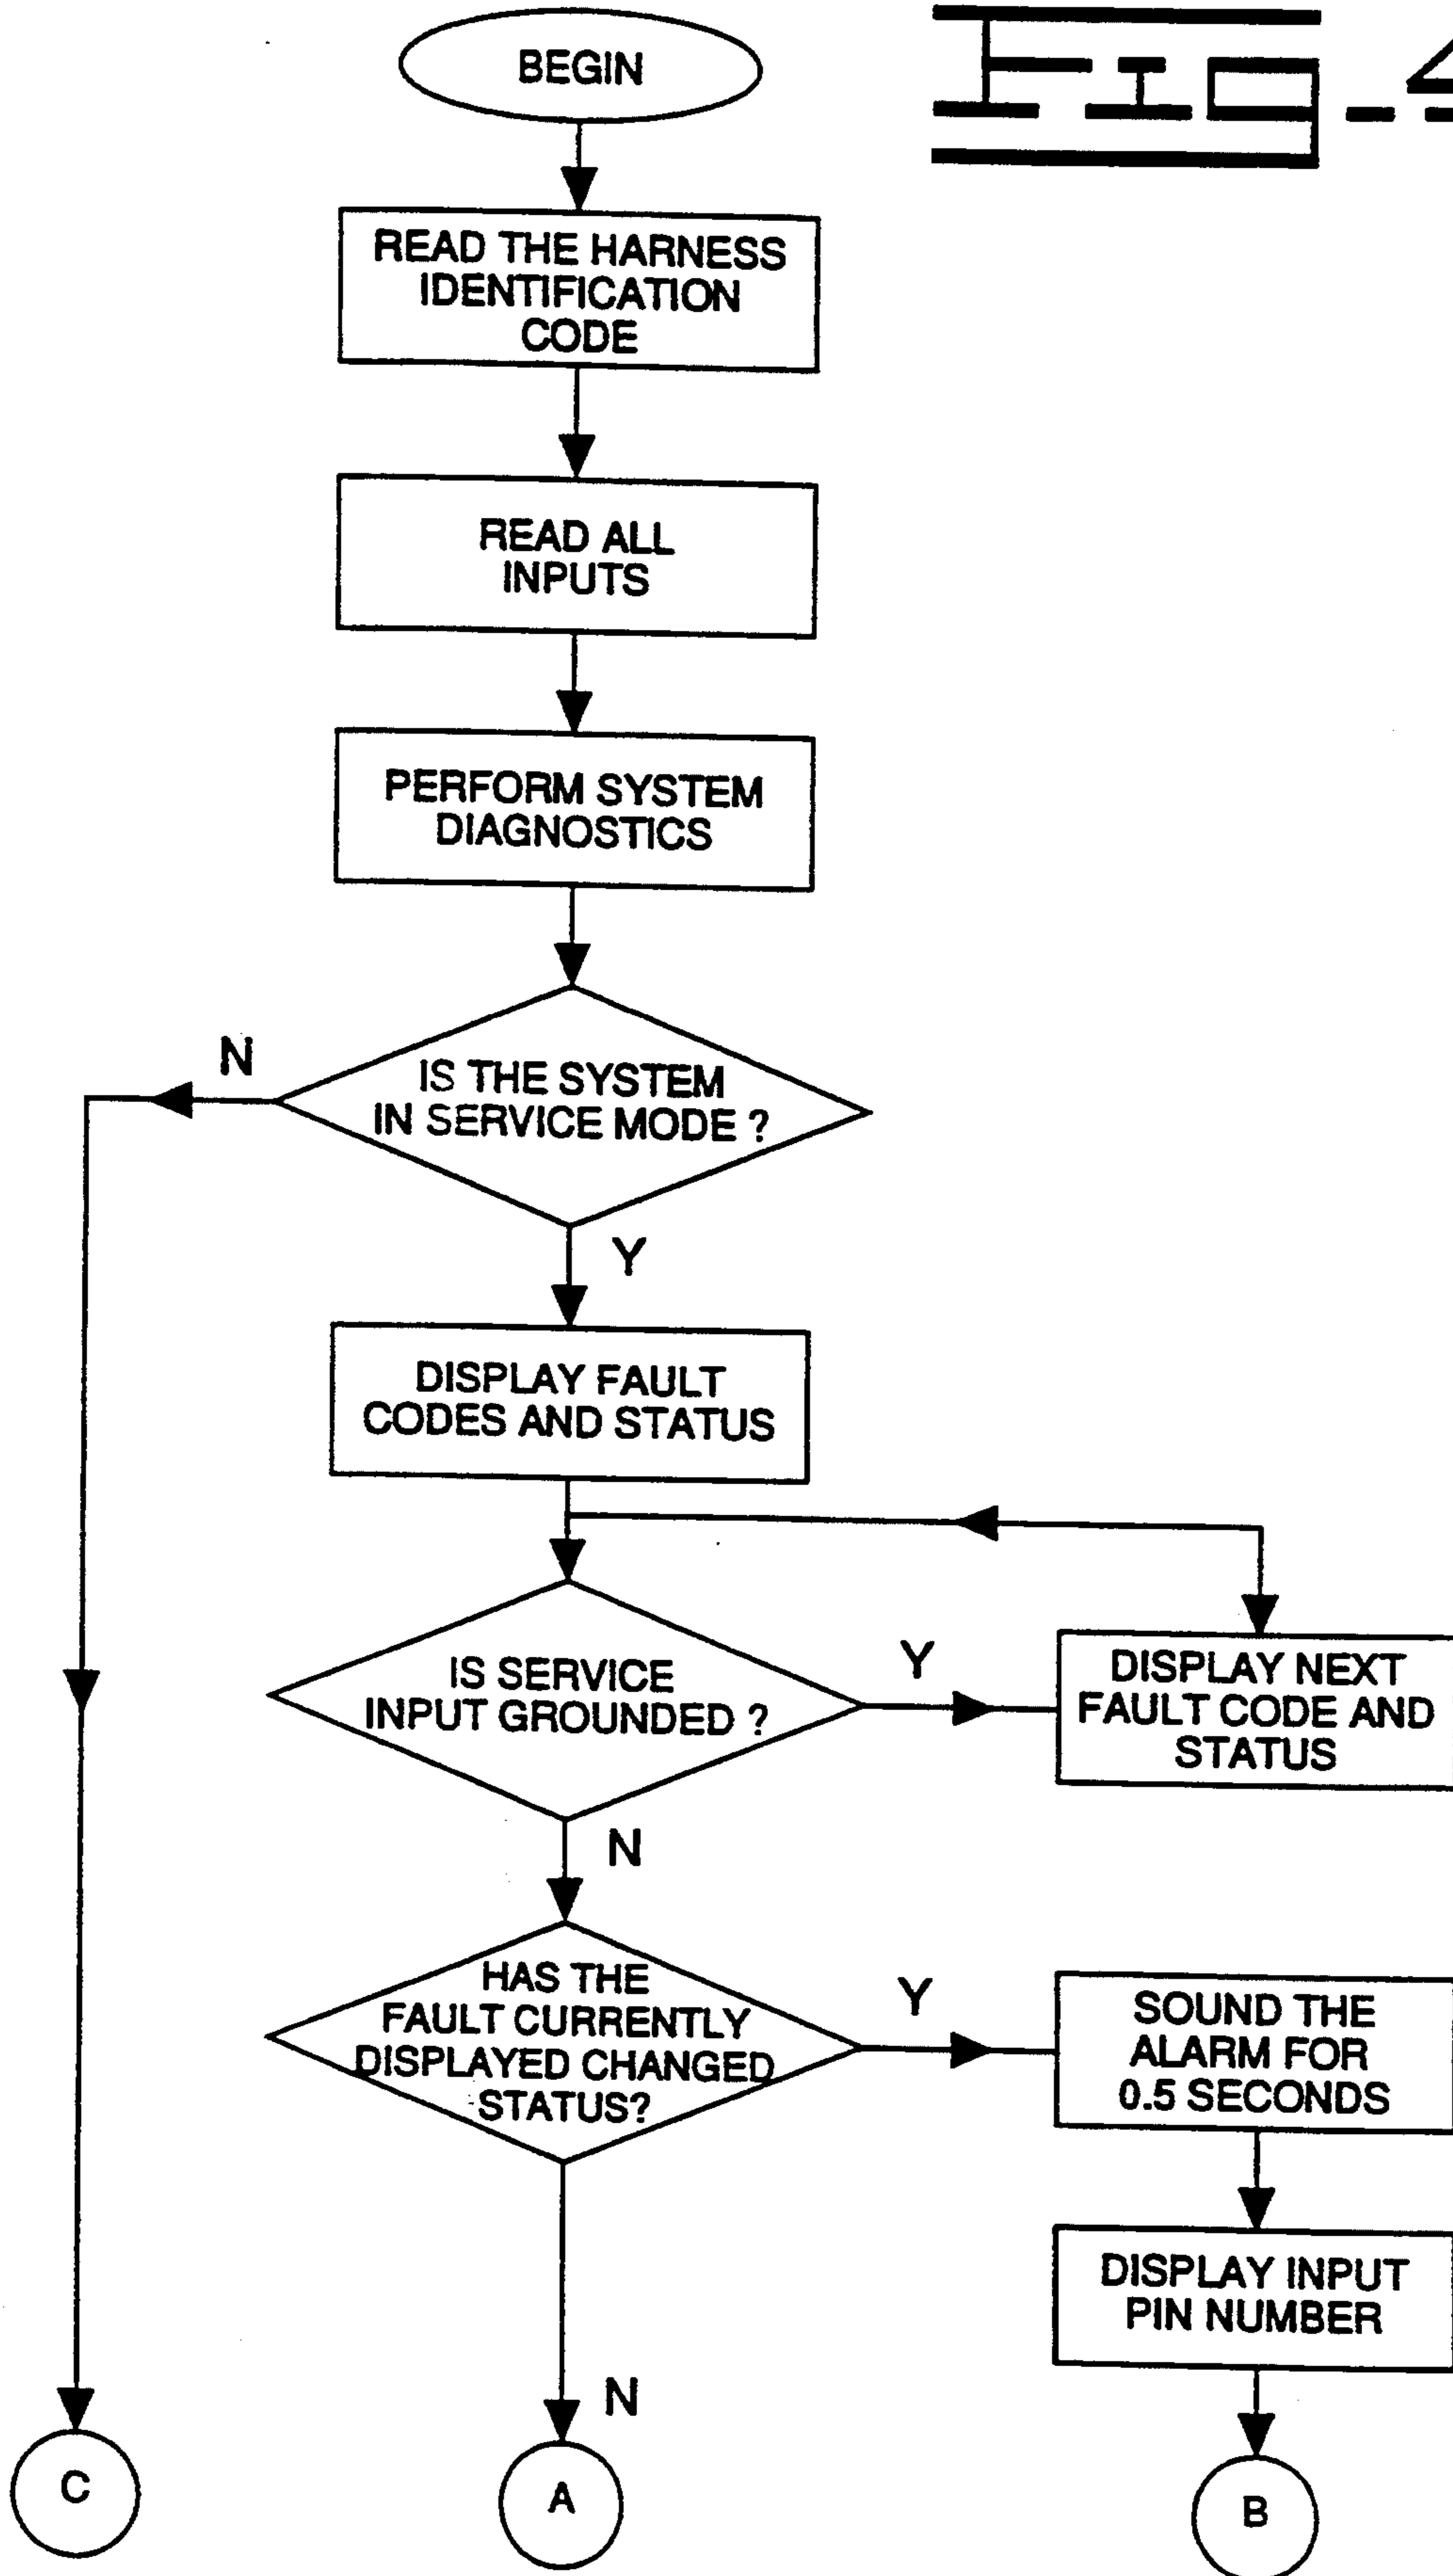 BEGIN
FIG - 4
READ THE HARNESS
IDENTIFICATION
CODE
READ ALL
INPUTS
PERFORM SYSTEM
DIAGNOSTICS
N
IS THE SYSTEM
IN SERVICE MODE ?
Y
DISPLAY FAULT
CODES AND STATUS
IS SERVICE
INPUT GROUNDED ?
Y
DISPLAY NEXT
FAULT CODE AND
STATUS
N
HAS THE
FAULT CURRENTLY
DISPLAYED CHANGED
STATUS?
Y
SOUND THE
ALARM FOR
0.5 SECONDS
DISPLAY INPUT
PIN NUMBER
N
C
A
B